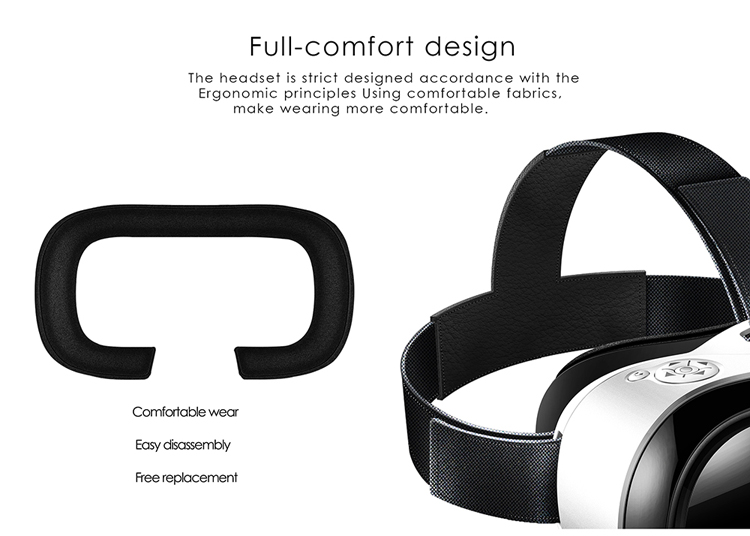 Full-comfort design
The headset is strict designed accordance with the
Ergonomic principles Using comfortable fabrics,
make wearing more comfortable.
Comfortable wear
Easy disassembly
Free replacement